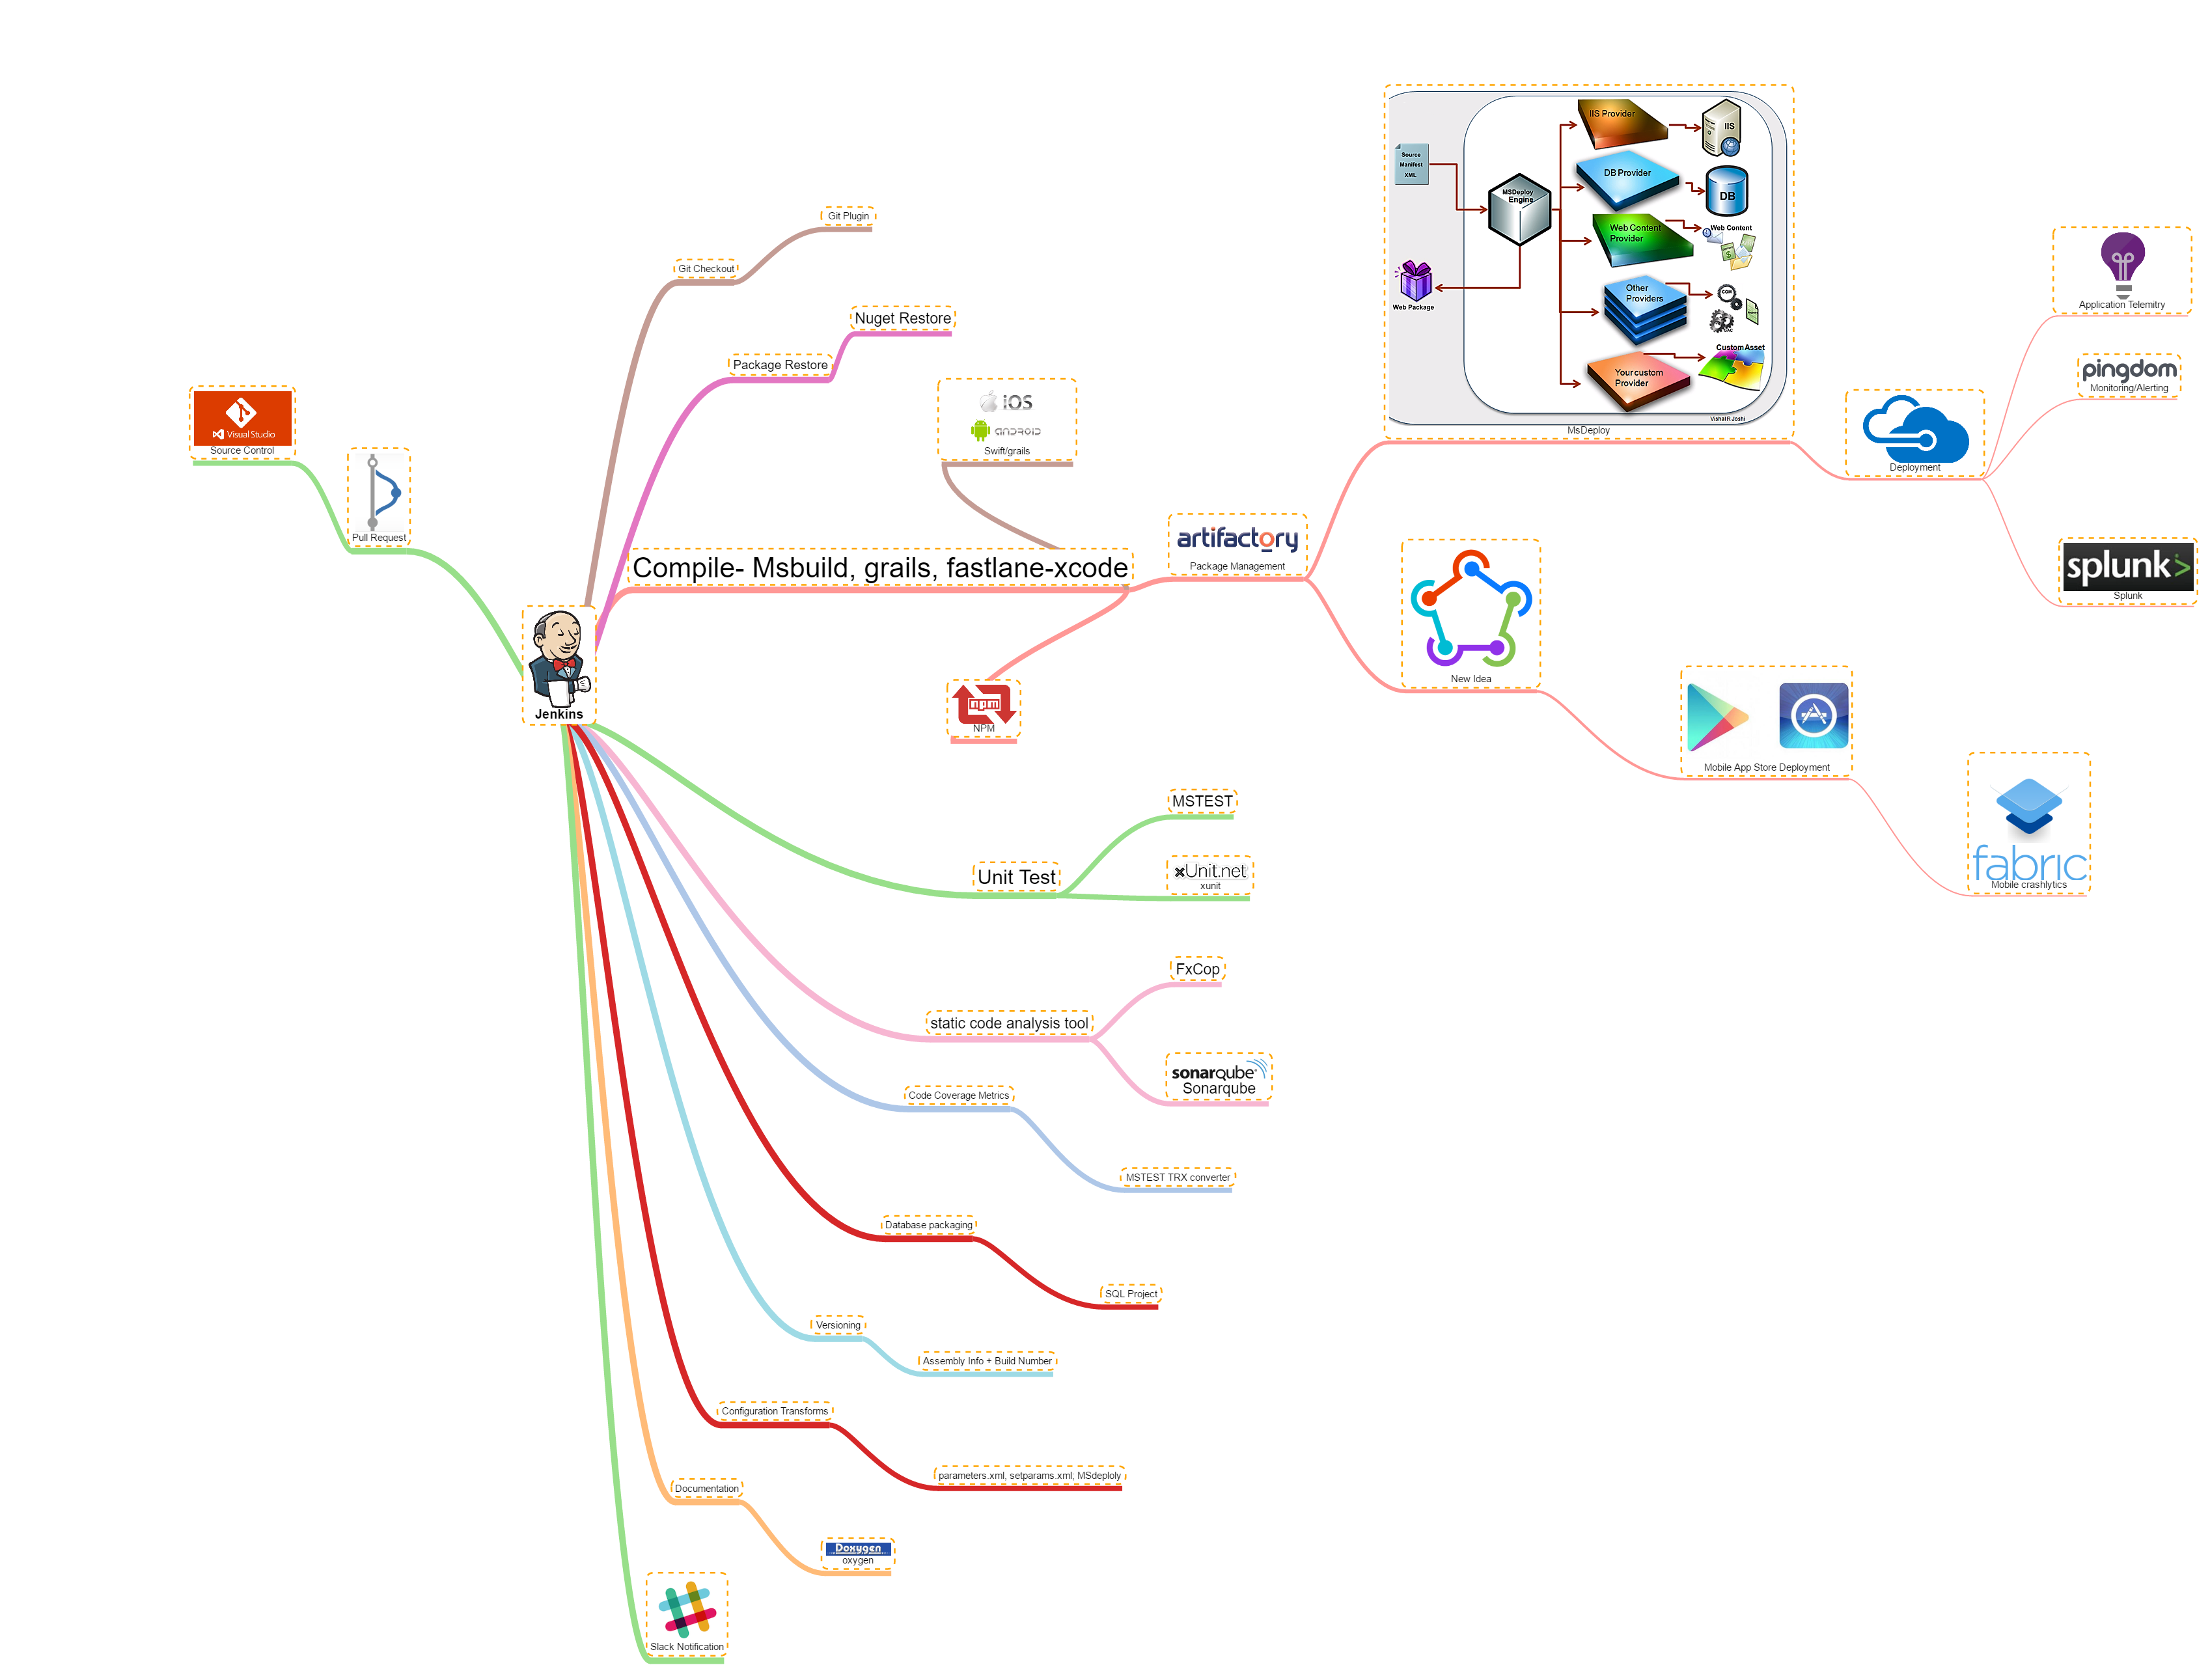 Visual Studio
Source Control
Pull Request
Jenkins
Git Checkout
Git Plugin
Package Restore
Nuget Restore
Compile- Msbuild, grails, fastlane-xcode
iOS
ANDROID
Swift/grails
npm
NPM
artifactory
Package Management
Source
Manifest
XML
Web Package
MSDeploy
Engine
IIS Provider
IIS
DB Provider
DB
Web Content
Provider
Web Content
Other
Providers
COM
GAC
Your custom
Provider
Custom Asset
Vishal R Joshi
MsDeploy
Deployment
Application Telemitry
pingdom
Monitoring/Alerting
splunk>
Splunk
New Idea
Mobile App Store Deployment
fabric
Mobile crashlytics
Unit Test
MSTEST
xUnit.net
xunit
static code analysis tool
FxCop
sonarqube
Sonarqube
Code Coverage Metrics
MSTEST TRX converter
Database packaging
SQL Project
Versioning
Assembly Info + Build Number
Configuration Transforms
parameters.xml, setparams.xml; MSdeploly
Documentation
Doxygen
oxygen
Slack Notification